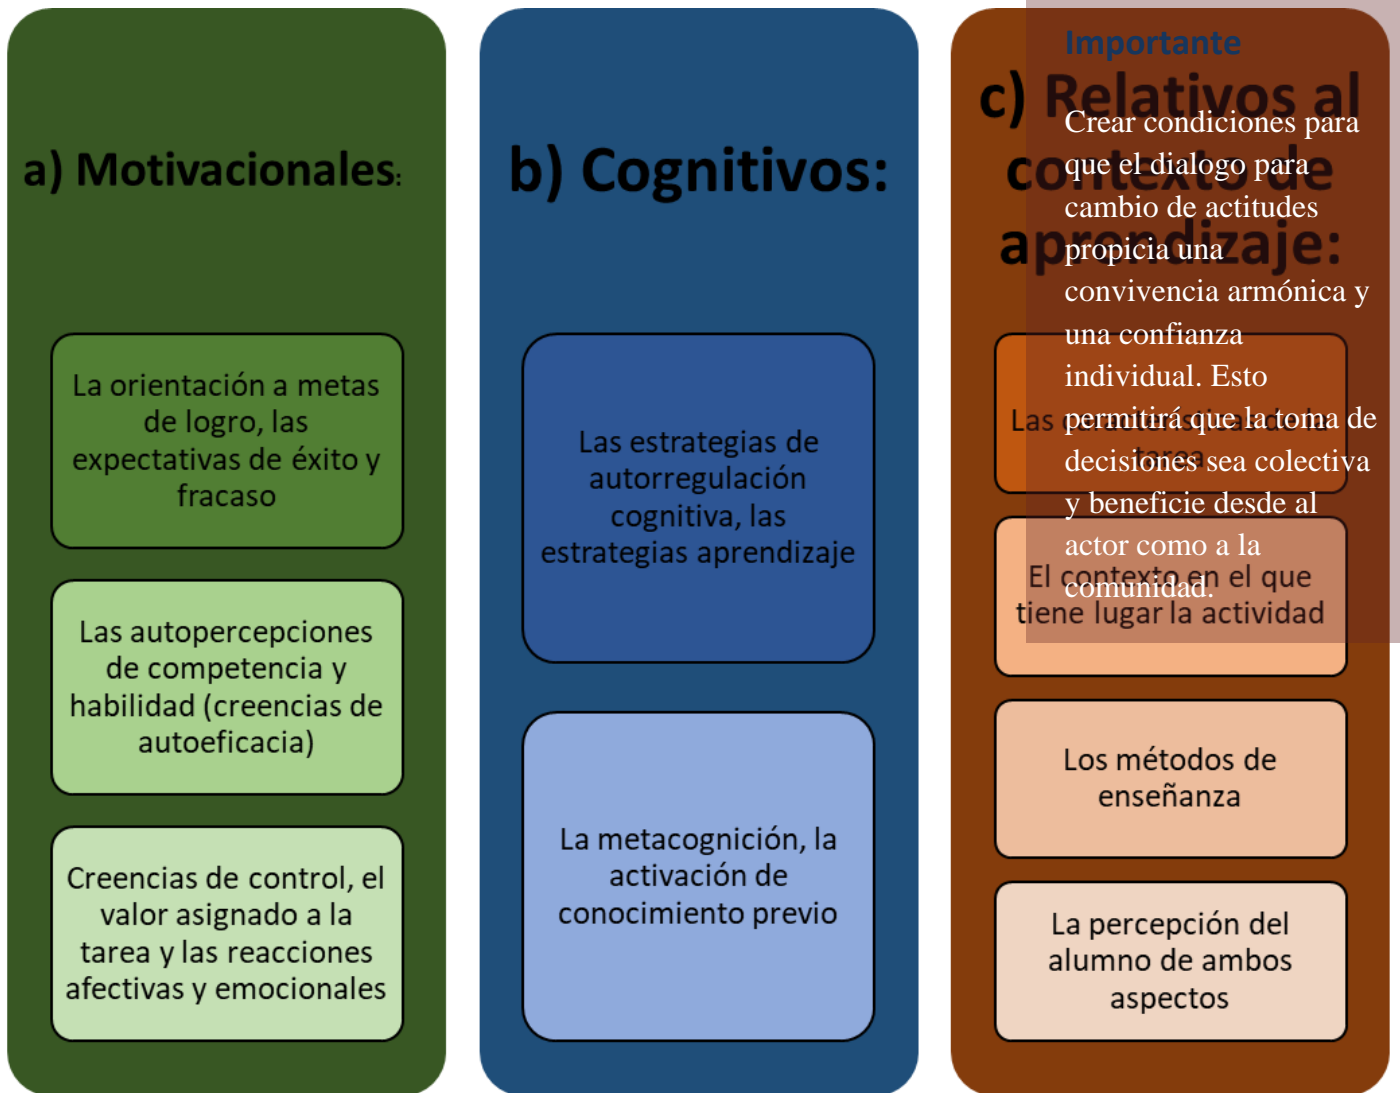 a) Motivacionales:
La orientación a metas
de logro, las
expectativas de éxito y
fracaso
Las autopercepciones
de competencia y
habilidad (creencias de
autoeficacia)
Creencias de control, el
valor asignado a la
tarea y las reacciones
afectivas y emocionales
b) Cognitivos:
Las estrategias de
autorregulación
cognitiva, las
estrategias aprendizaje
La metacognición, la
activación de
conocimiento previo
c) Relativos al
contexto de
aprendizaje:
Las características de la
tarea
El contexto en el que
tiene lugar la actividad
Los métodos de
enseñanza
La percepción del
alumno de ambos
aspectos
Importante
Crear condiciones para
que el dialogo para
cambio de actitudes
propicia una
convivencia armónica y
una confianza
individual. Esto
permitirá que la toma de
decisiones sea colectiva
y beneficie desde al
actor como a la
comunidad.